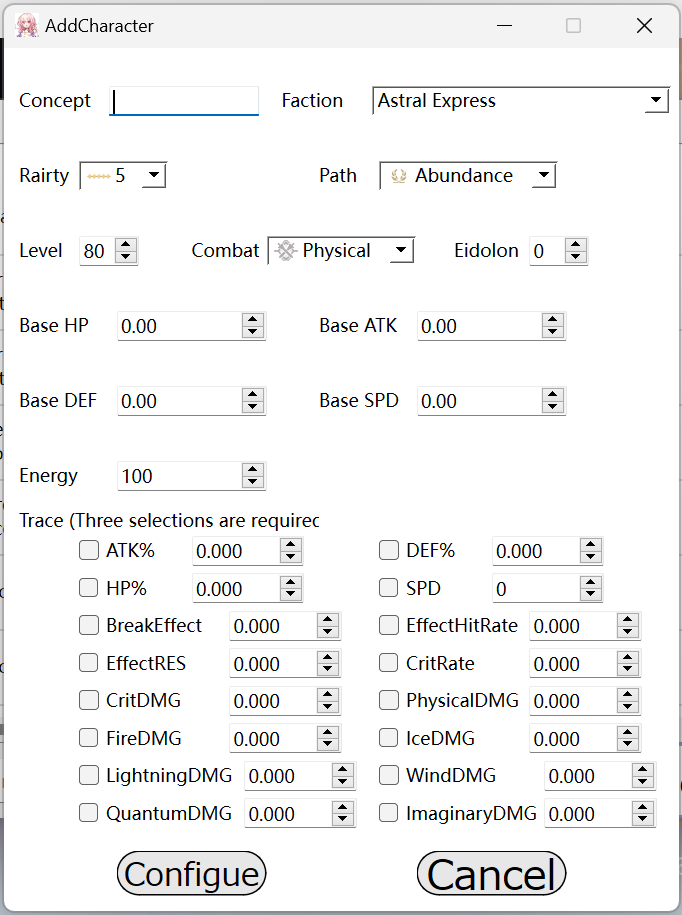 AddCharacter
Concept Faction Astral Express
Rairty 5 Path Abundance
Level 80 Combat Physical Eidolon 0
Base HP 0.00 Base ATK 0.00
Base DEF 0.00 Base SPD 0.00
Energy 100
Trace (Three selections are required
ATK% 0.000 DEF% 0.000
HP% 0.000 SPD 0
BreakEffect 0.000 EffectHitRate 0.000
EffectRES 0.000 CritRate 0.000
CritDMG 0.000 PhysicalDMG 0.000
FireDMG 0.000 IceDMG 0.000
LightningDMG 0.000 WindDMG 0.000
QuantumDMG 0.000 ImaginaryDMG 0.000
Configue Cancel